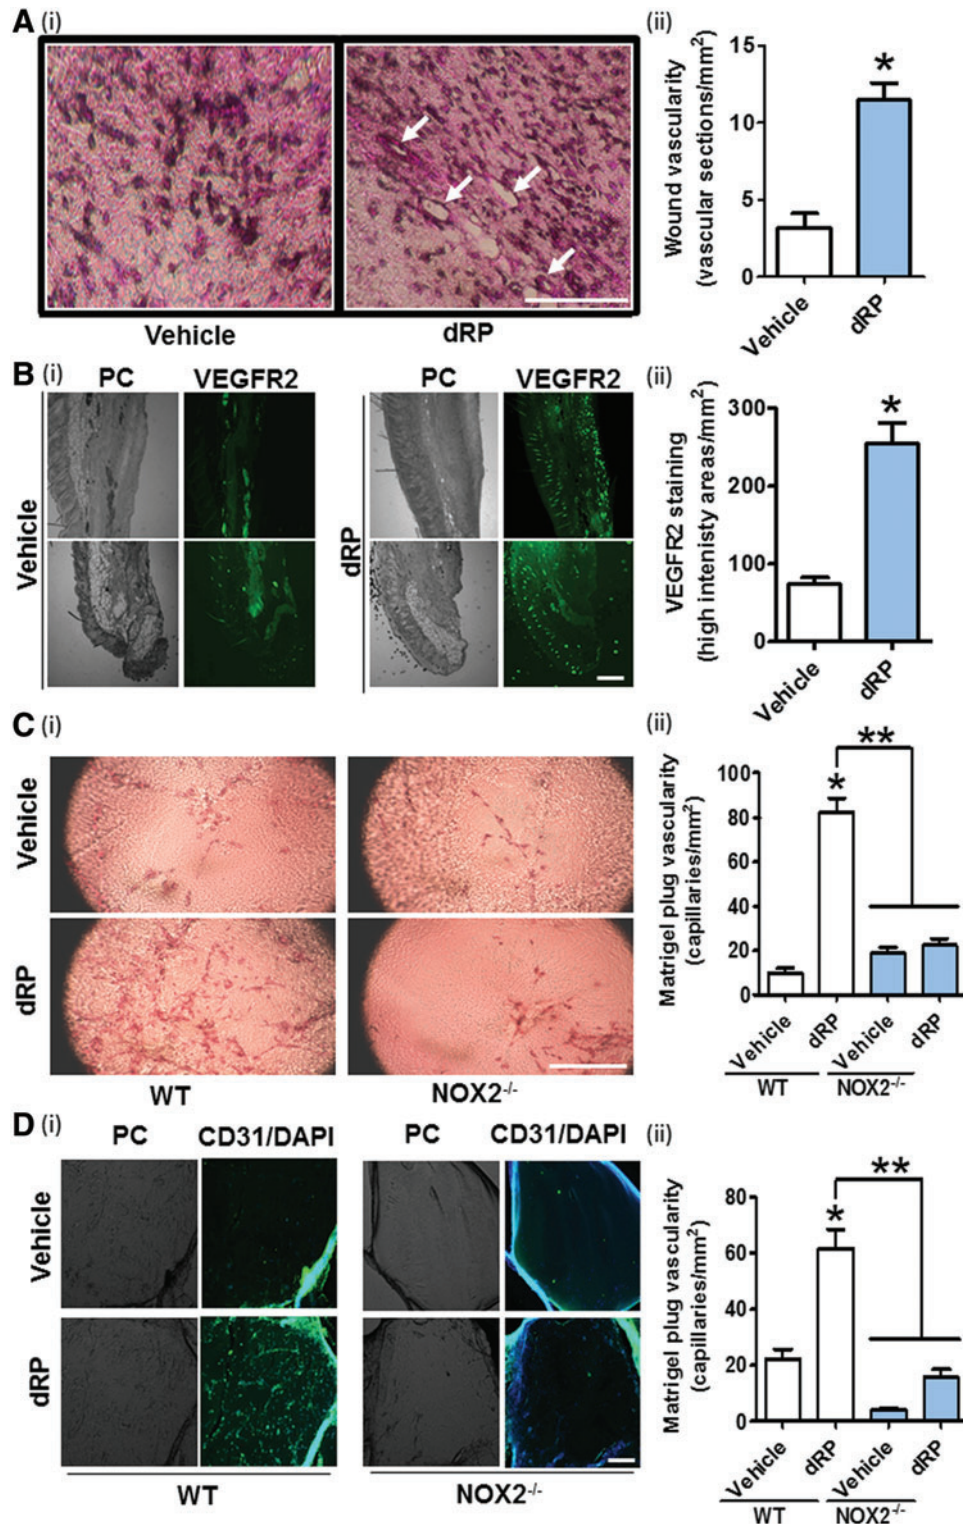 A (i)
Vehicle
dRP
(ii)
Wound vascularity
(vascular sections/mm²)
15
10
5
0
*
Vehicle
dRP
B (i)
PC
VEGFR2
PC
VEGFR2
Vehicle
dRP
(ii)
VEGFR2 staining
(high intenisty areas/mm²)
300
200
100
0
*
Vehicle
dRP
C (i)
Vehicle
dRP
WT
NOX2⁻/⁻
(ii)
Matrigel plug vascularity
(capillaries/mm²)
100
80
60
40
20
0
*
**
Vehicle
dRP
Vehicle
dRP
WT
NOX2⁻/⁻
D (i)
PC
CD31/DAPI
PC
CD31/DAPI
Vehicle
dRP
WT
NOX2⁻/⁻
(ii)
Matrigel plug vascularity
(capillaries/mm²)
80
60
40
20
0
*
**
Vehicle
dRP
Vehicle
dRP
WT
NOX2⁻/⁻